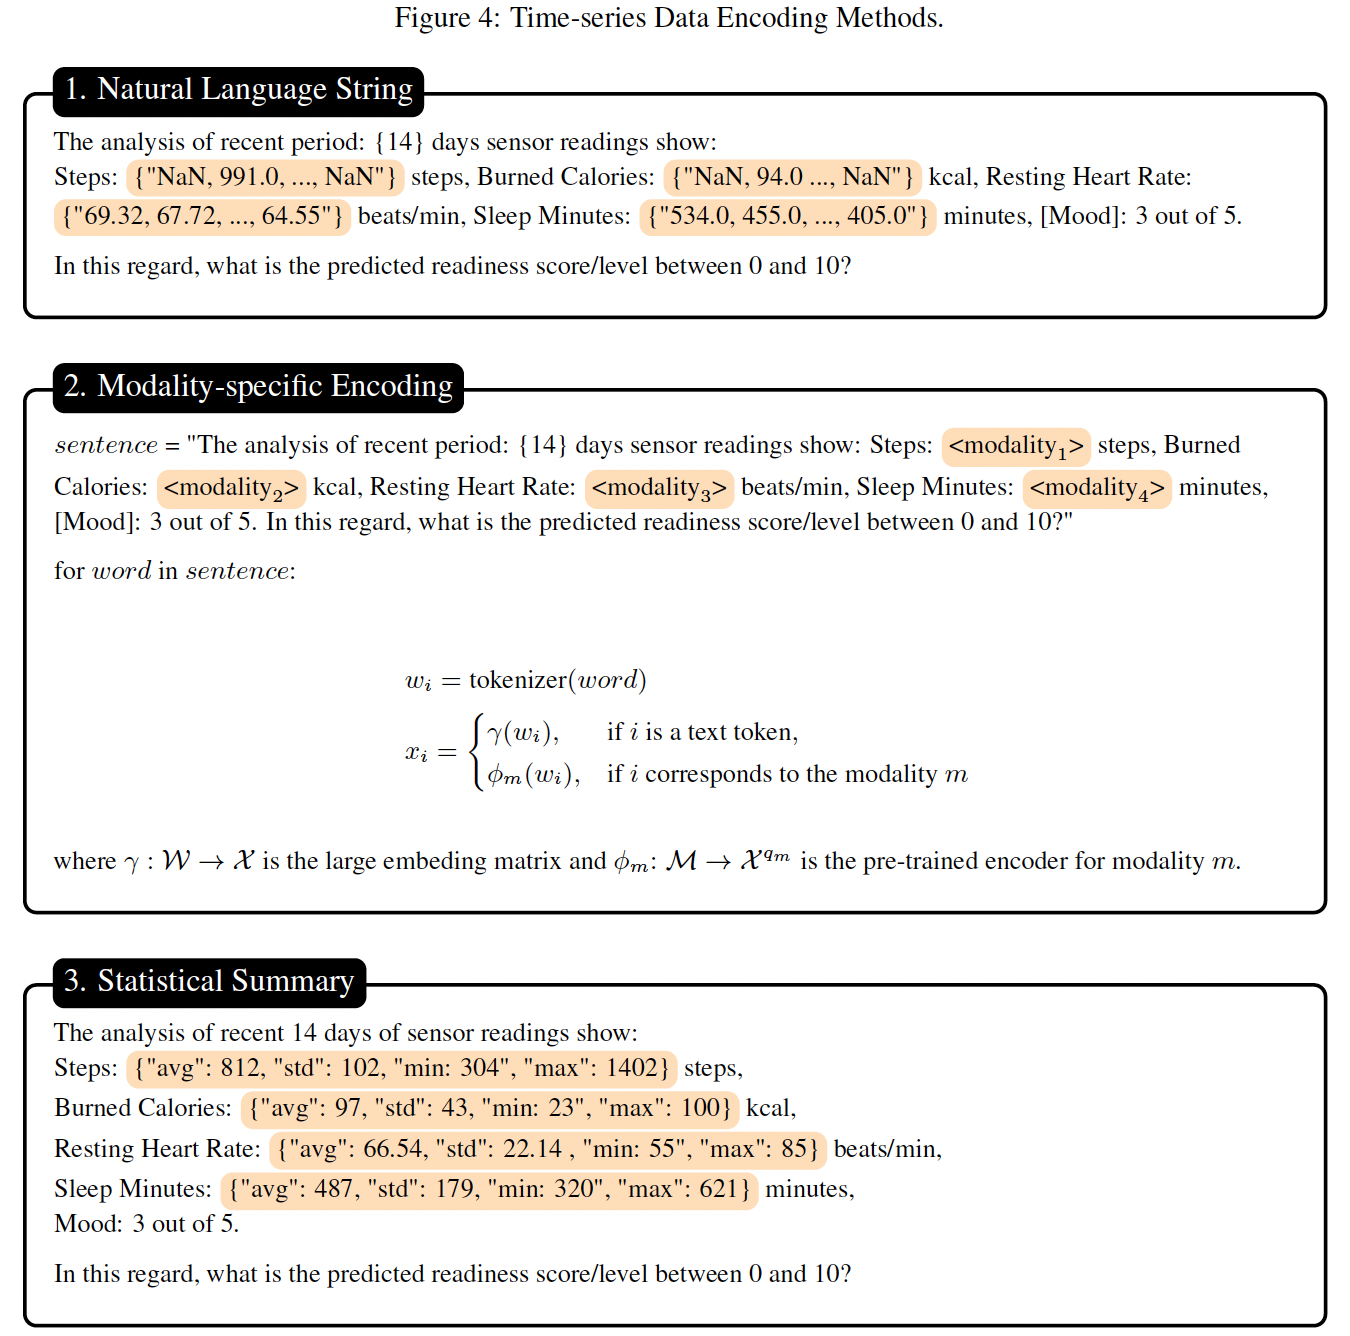 Figure 4: Time-series Data Encoding Methods.
1. Natural Language String
The analysis of recent period: {14} days sensor readings show:
Steps: {"NaN, 991.0, ..., NaN"} steps, Burned Calories: {"NaN, 94.0 ..., NaN"} kcal, Resting Heart Rate:
{"69.32, 67.72, ..., 64.55"} beats/min, Sleep Minutes: {"534.0, 455.0, ..., 405.0"} minutes, [Mood]: 3 out of 5.
In this regard, what is the predicted readiness score/level between 0 and 10?
2. Modality-specific Encoding
sentence = "The analysis of recent period: {14} days sensor readings show: Steps: <modality₁> steps, Burned
Calories: <modality₂> kcal, Resting Heart Rate: <modality₃> beats/min, Sleep Minutes: <modality₄> minutes,
[Mood]: 3 out of 5. In this regard, what is the predicted readiness score/level between 0 and 10?"
for word in sentence:
wᵢ = tokenizer(word)
xᵢ = { γ(wᵢ), if i is a text token,
ϕₘ(wᵢ), if i corresponds to the modality m
where γ : 𝒲 → 𝒳 is the large embeding matrix and ϕₘ: ℳ → 𝒳^{qₘ} is the pre-trained encoder for modality m.
3. Statistical Summary
The analysis of recent 14 days of sensor readings show:
Steps: {"avg": 812, "std": 102, "min: 304", "max": 1402} steps,
Burned Calories: {"avg": 97, "std": 43, "min: 23", "max": 100} kcal,
Resting Heart Rate: {"avg": 66.54, "std": 22.14 , "min: 55", "max": 85} beats/min,
Sleep Minutes: {"avg": 487, "std": 179, "min: 320", "max": 621} minutes,
Mood: 3 out of 5.
In this regard, what is the predicted readiness score/level between 0 and 10?